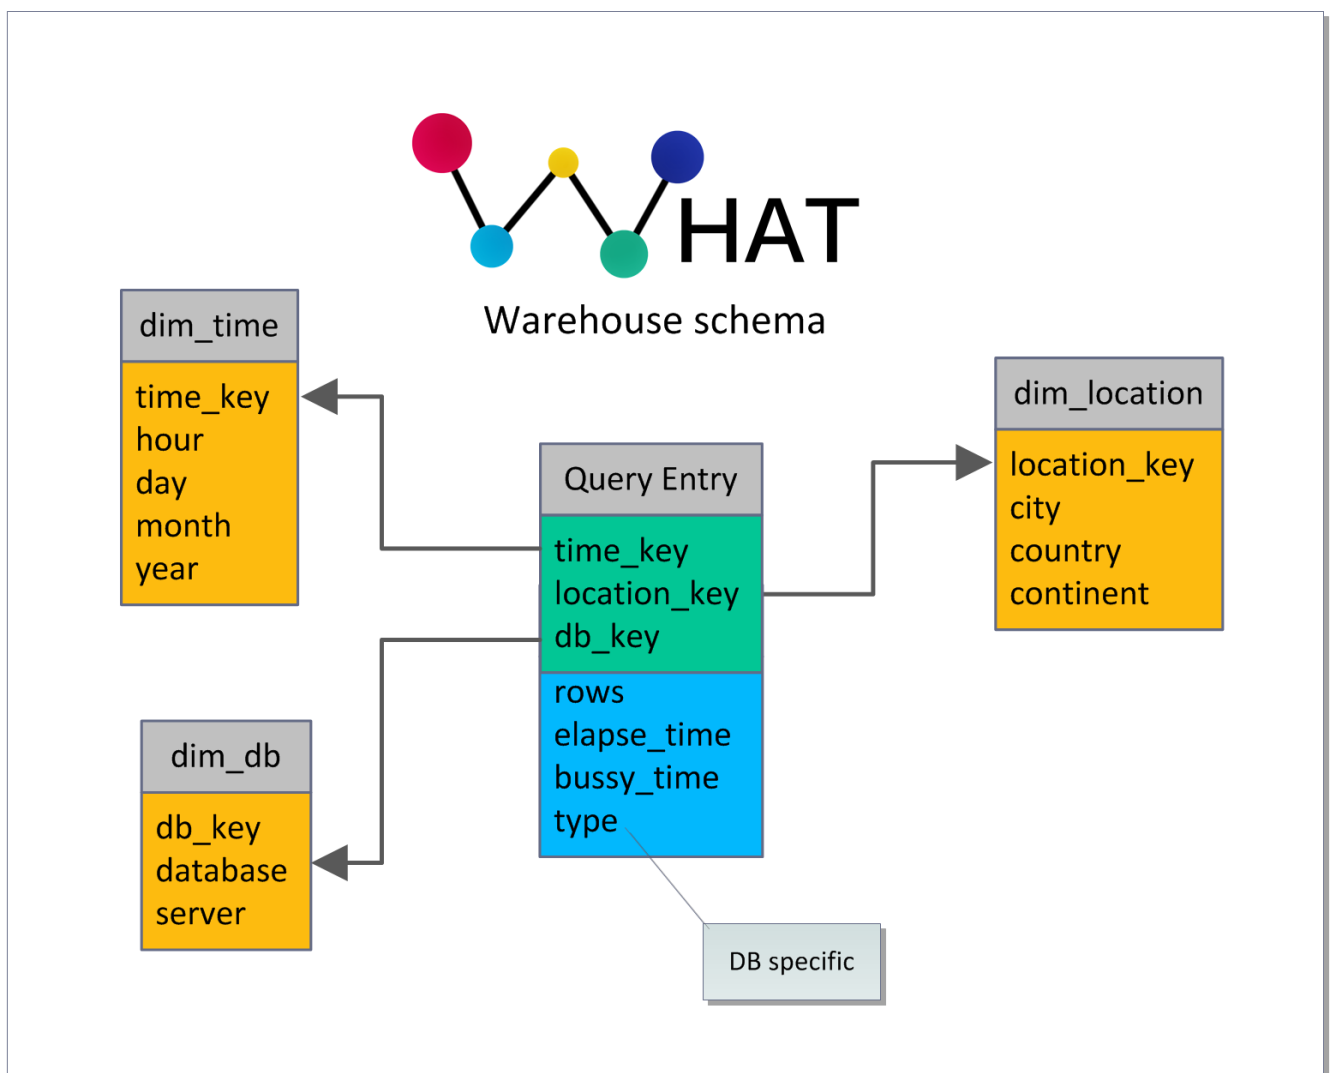 WHAT
Warehouse schema
dim_time
time_key
hour
day
month
year
dim_location
location_key
city
country
continent
Query Entry
time_key
location_key
db_key
rows
elapse_time
bussy_time
type
dim_db
db_key
database
server
DB specific